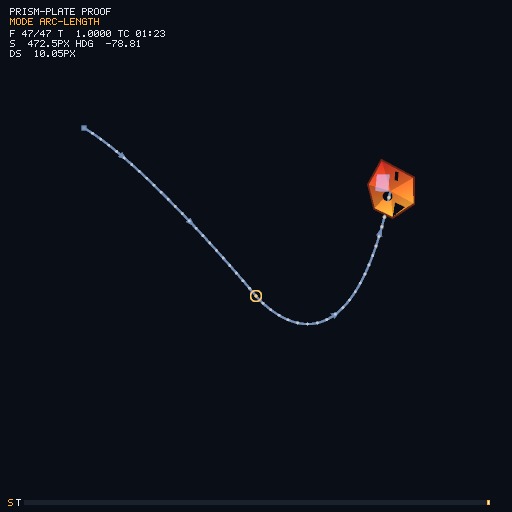 PRISM-PLATE PROOF
MODE ARC-LENGTH
F 47/47 T  1.0000 TC 01:23
S  472.5PX HDG  -78.81
DS  10.05PX
ST